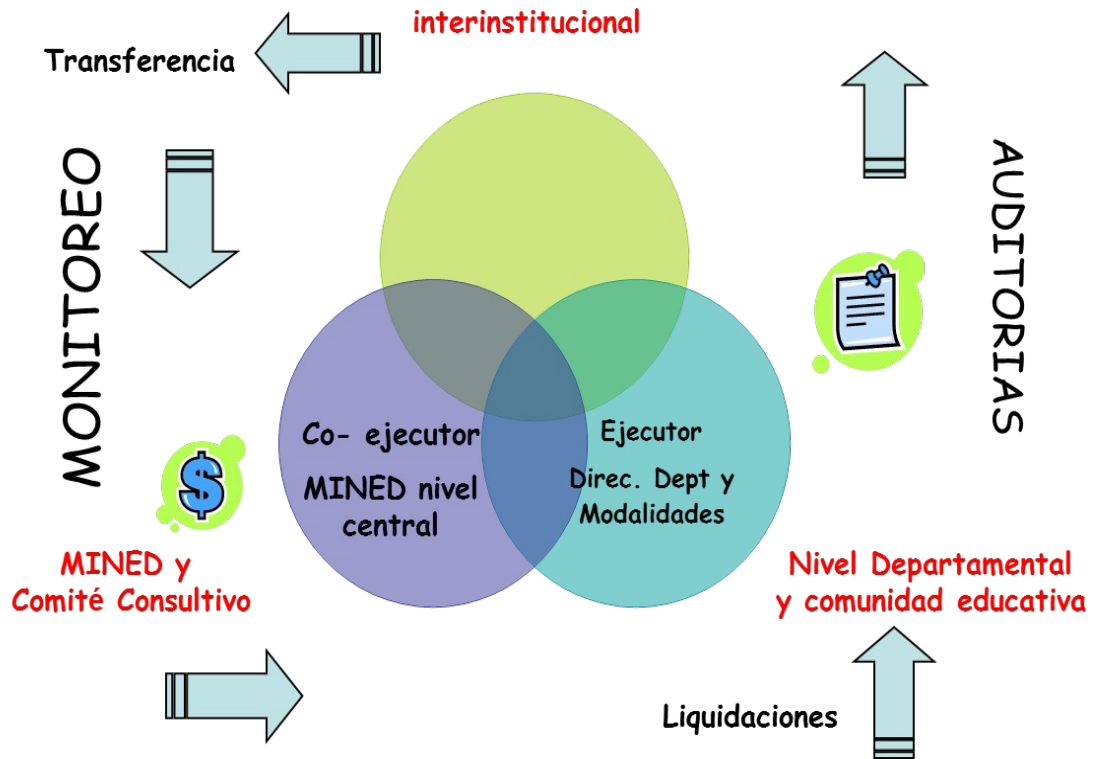 interinstitucional
Transferencia
MONITOREO
AUDITORIAS
Co- ejecutor
MINED nivel
central
Ejecutor
Direc. Dept y
Modalidades
$
MINED y
Comité Consultivo
Nivel Departamental
y comunidad educativa
Liquidaciones